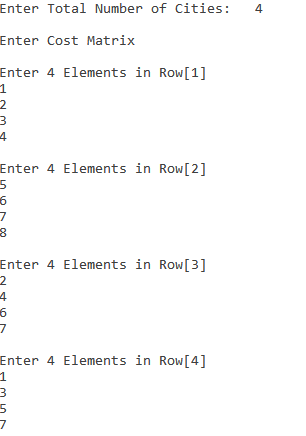 Enter Total Number of Cities:   4
Enter Cost Matrix
Enter 4 Elements in Row[1]
1
2
3
4
Enter 4 Elements in Row[2]
5
6
7
8
Enter 4 Elements in Row[3]
2
4
6
7
Enter 4 Elements in Row[4]
1
3
5
7